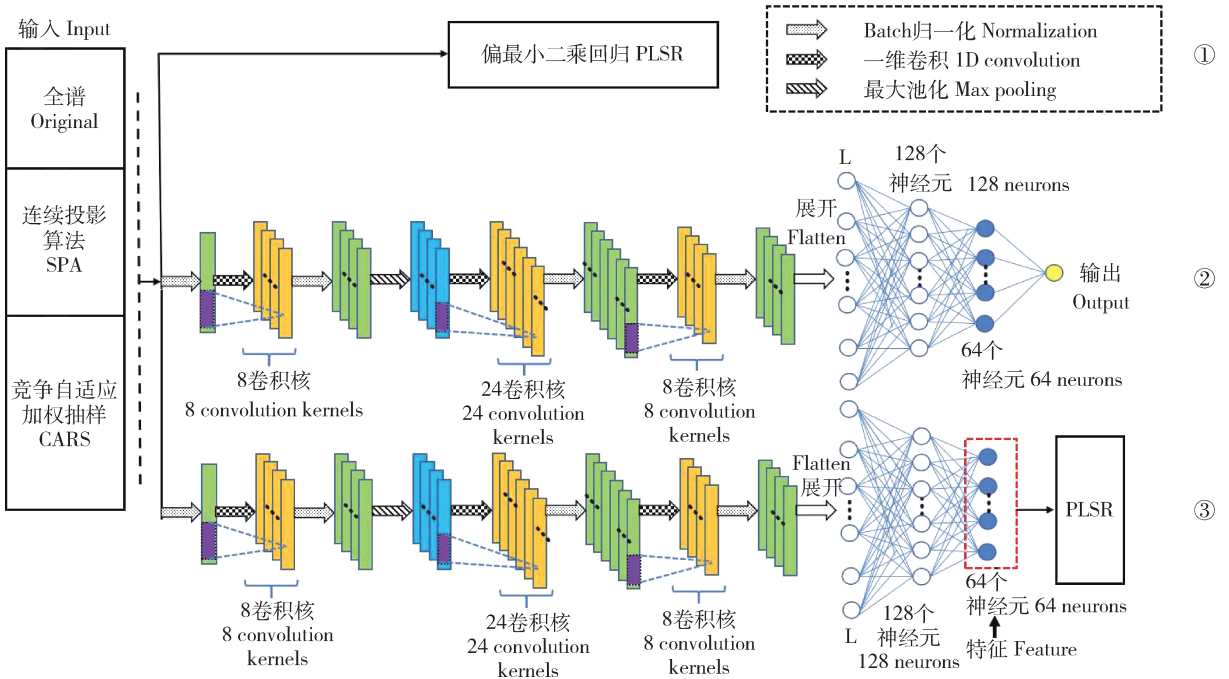 输入 Input
全谱
Original
连续投影
算法
SPA
竞争自适应
加权抽样
CARS
偏最小二乘回归 PLSR
Batch归一化 Normalization
一维卷积 1D convolution
最大池化 Max pooling
①
L
128个
神经元 128 neurons
展开
Flatten
输出
Output
②
8卷积核
8 convolution kernels
24卷积核
24 convolution
kernels
8卷积核
8 convolution
kernels
64个
神经元 64 neurons
Flatten
展开
PLSR
③
8卷积核
8 convolution
kernels
24卷积核
24 convolution
kernels
8卷积核
8 convolution
kernels
L
128个
神经元
128 neurons
64个
神经元 64 neurons
特征 Feature